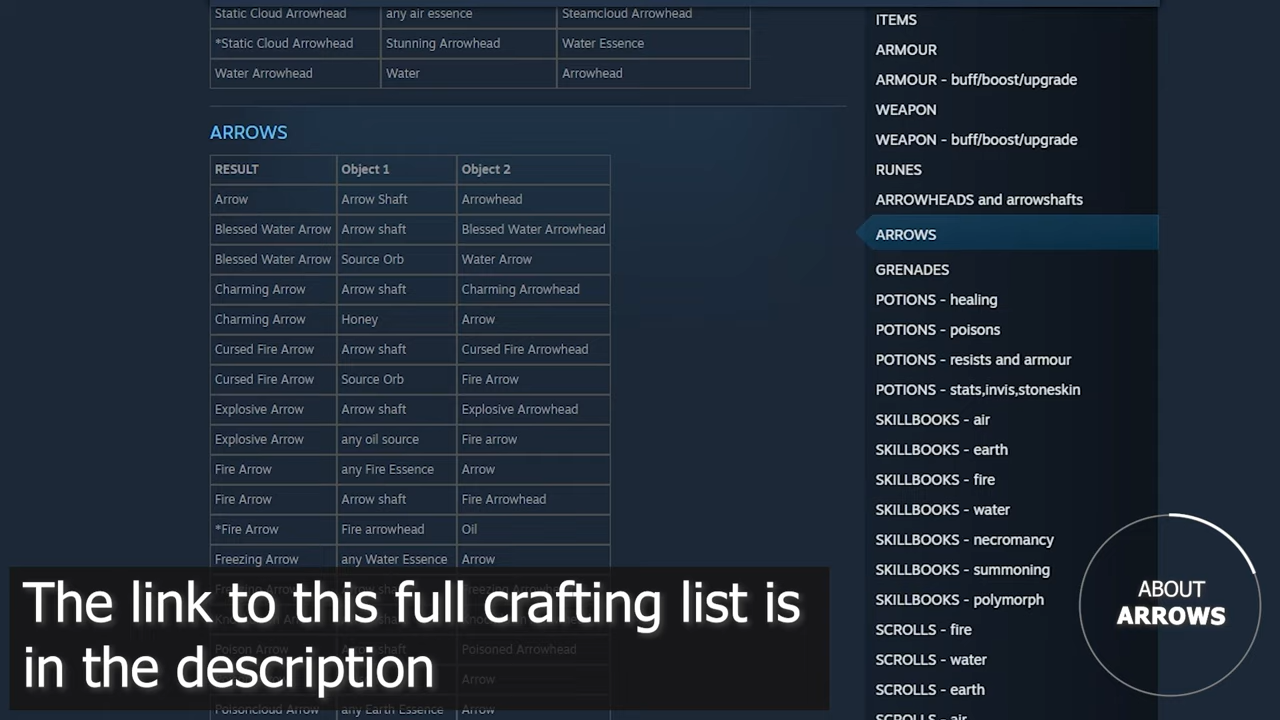 Static Cloud Arrowhead any air essence Steamcloud Arrowhead
*Static Cloud Arrowhead Stunning Arrowhead Water Essence
Water Arrowhead Water Arrowhead
ARROWS
RESULT Object 1 Object 2
Arrow Arrow Shaft Arrowhead
Blessed Water Arrow Arrow shaft Blessed Water Arrowhead
Blessed Water Arrow Source Orb Water Arrow
Charming Arrow Arrow shaft Charming Arrowhead
Charming Arrow Honey Arrow
Cursed Fire Arrow Arrow shaft Cursed Fire Arrowhead
Cursed Fire Arrow Source Orb Fire Arrow
Explosive Arrow Arrow shaft Explosive Arrowhead
Explosive Arrow any oil source Fire arrow
Fire Arrow any Fire Essence Arrow
Fire Arrow Arrow shaft Fire Arrowhead
*Fire Arrow Fire arrowhead Oil
Freezing Arrow any Water Essence Arrow
Poison Arrow shaft Poisoned Arrowhead
Arrow
Poisoncloud Arrow any Earth Essence Arrow
The link to this full crafting list is
in the description
ITEMS
ARMOUR
ARMOUR - buff/boost/upgrade
WEAPON
WEAPON - buff/boost/upgrade
RUNES
ARROWHEADS and arrowshafts
ARROWS
GRENADES
POTIONS - healing
POTIONS - poisons
POTIONS - resists and armour
POTIONS - stats,invis,stoneskin
SKILLBOOKS - air
SKILLBOOKS - earth
SKILLBOOKS - fire
SKILLBOOKS - water
SKILLBOOKS - necromancy
SKILLBOOKS - summoning
SKILLBOOKS - polymorph
SCROLLS - fire
SCROLLS - water
SCROLLS - earth
SCROLLS - air
ABOUT
ARROWS